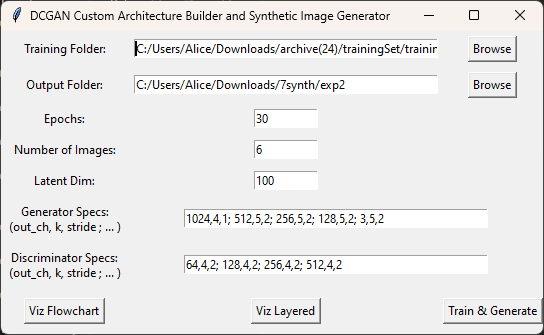 DCGAN Custom Architecture Builder and Synthetic Image Generator
Training Folder: C:/Users/Alice/Downloads/archive(24)/trainingSet/trainin Browse
Output Folder: C:/Users/Alice/Downloads/7synth/exp2 Browse
Epochs: 30
Number of Images: 6
Latent Dim: 100
Generator Specs:
(out_ch, k, stride ; ... ) 1024,4,1; 512,5,2; 256,5,2; 128,5,2; 3,5,2
Discriminator Specs:
(out_ch, k, stride ; ... ) 64,4,2; 128,4,2; 256,4,2; 512,4,2
Viz Flowchart Viz Layered Train & Generate